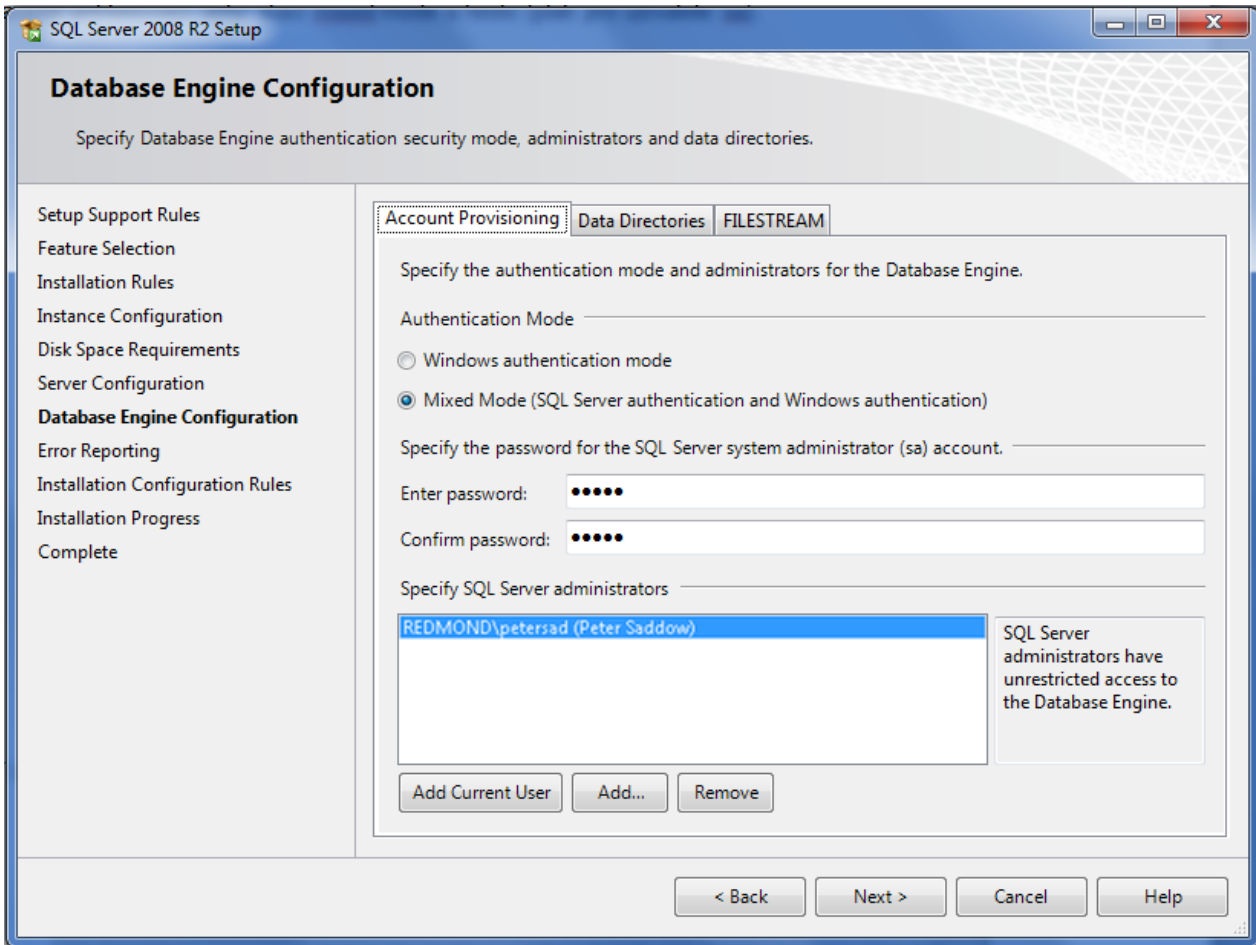 SQL Server 2008 R2 Setup
Database Engine Configuration
Specify Database Engine authentication security mode, administrators and data directories.
Setup Support Rules
Feature Selection
Installation Rules
Instance Configuration
Disk Space Requirements
Server Configuration
Database Engine Configuration
Error Reporting
Installation Configuration Rules
Installation Progress
Complete
Account Provisioning
Data Directories
FILESTREAM
Specify the authentication mode and administrators for the Database Engine.
Authentication Mode
Windows authentication mode
Mixed Mode (SQL Server authentication and Windows authentication)
Specify the password for the SQL Server system administrator (sa) account.
Enter password: •••••
Confirm password: •••••
Specify SQL Server administrators
REDMOND\petersad (Peter Saddow)
SQL Server
administrators have
unrestricted access to
the Database Engine.
Add Current User
Add...
Remove
< Back
Next >
Cancel
Help